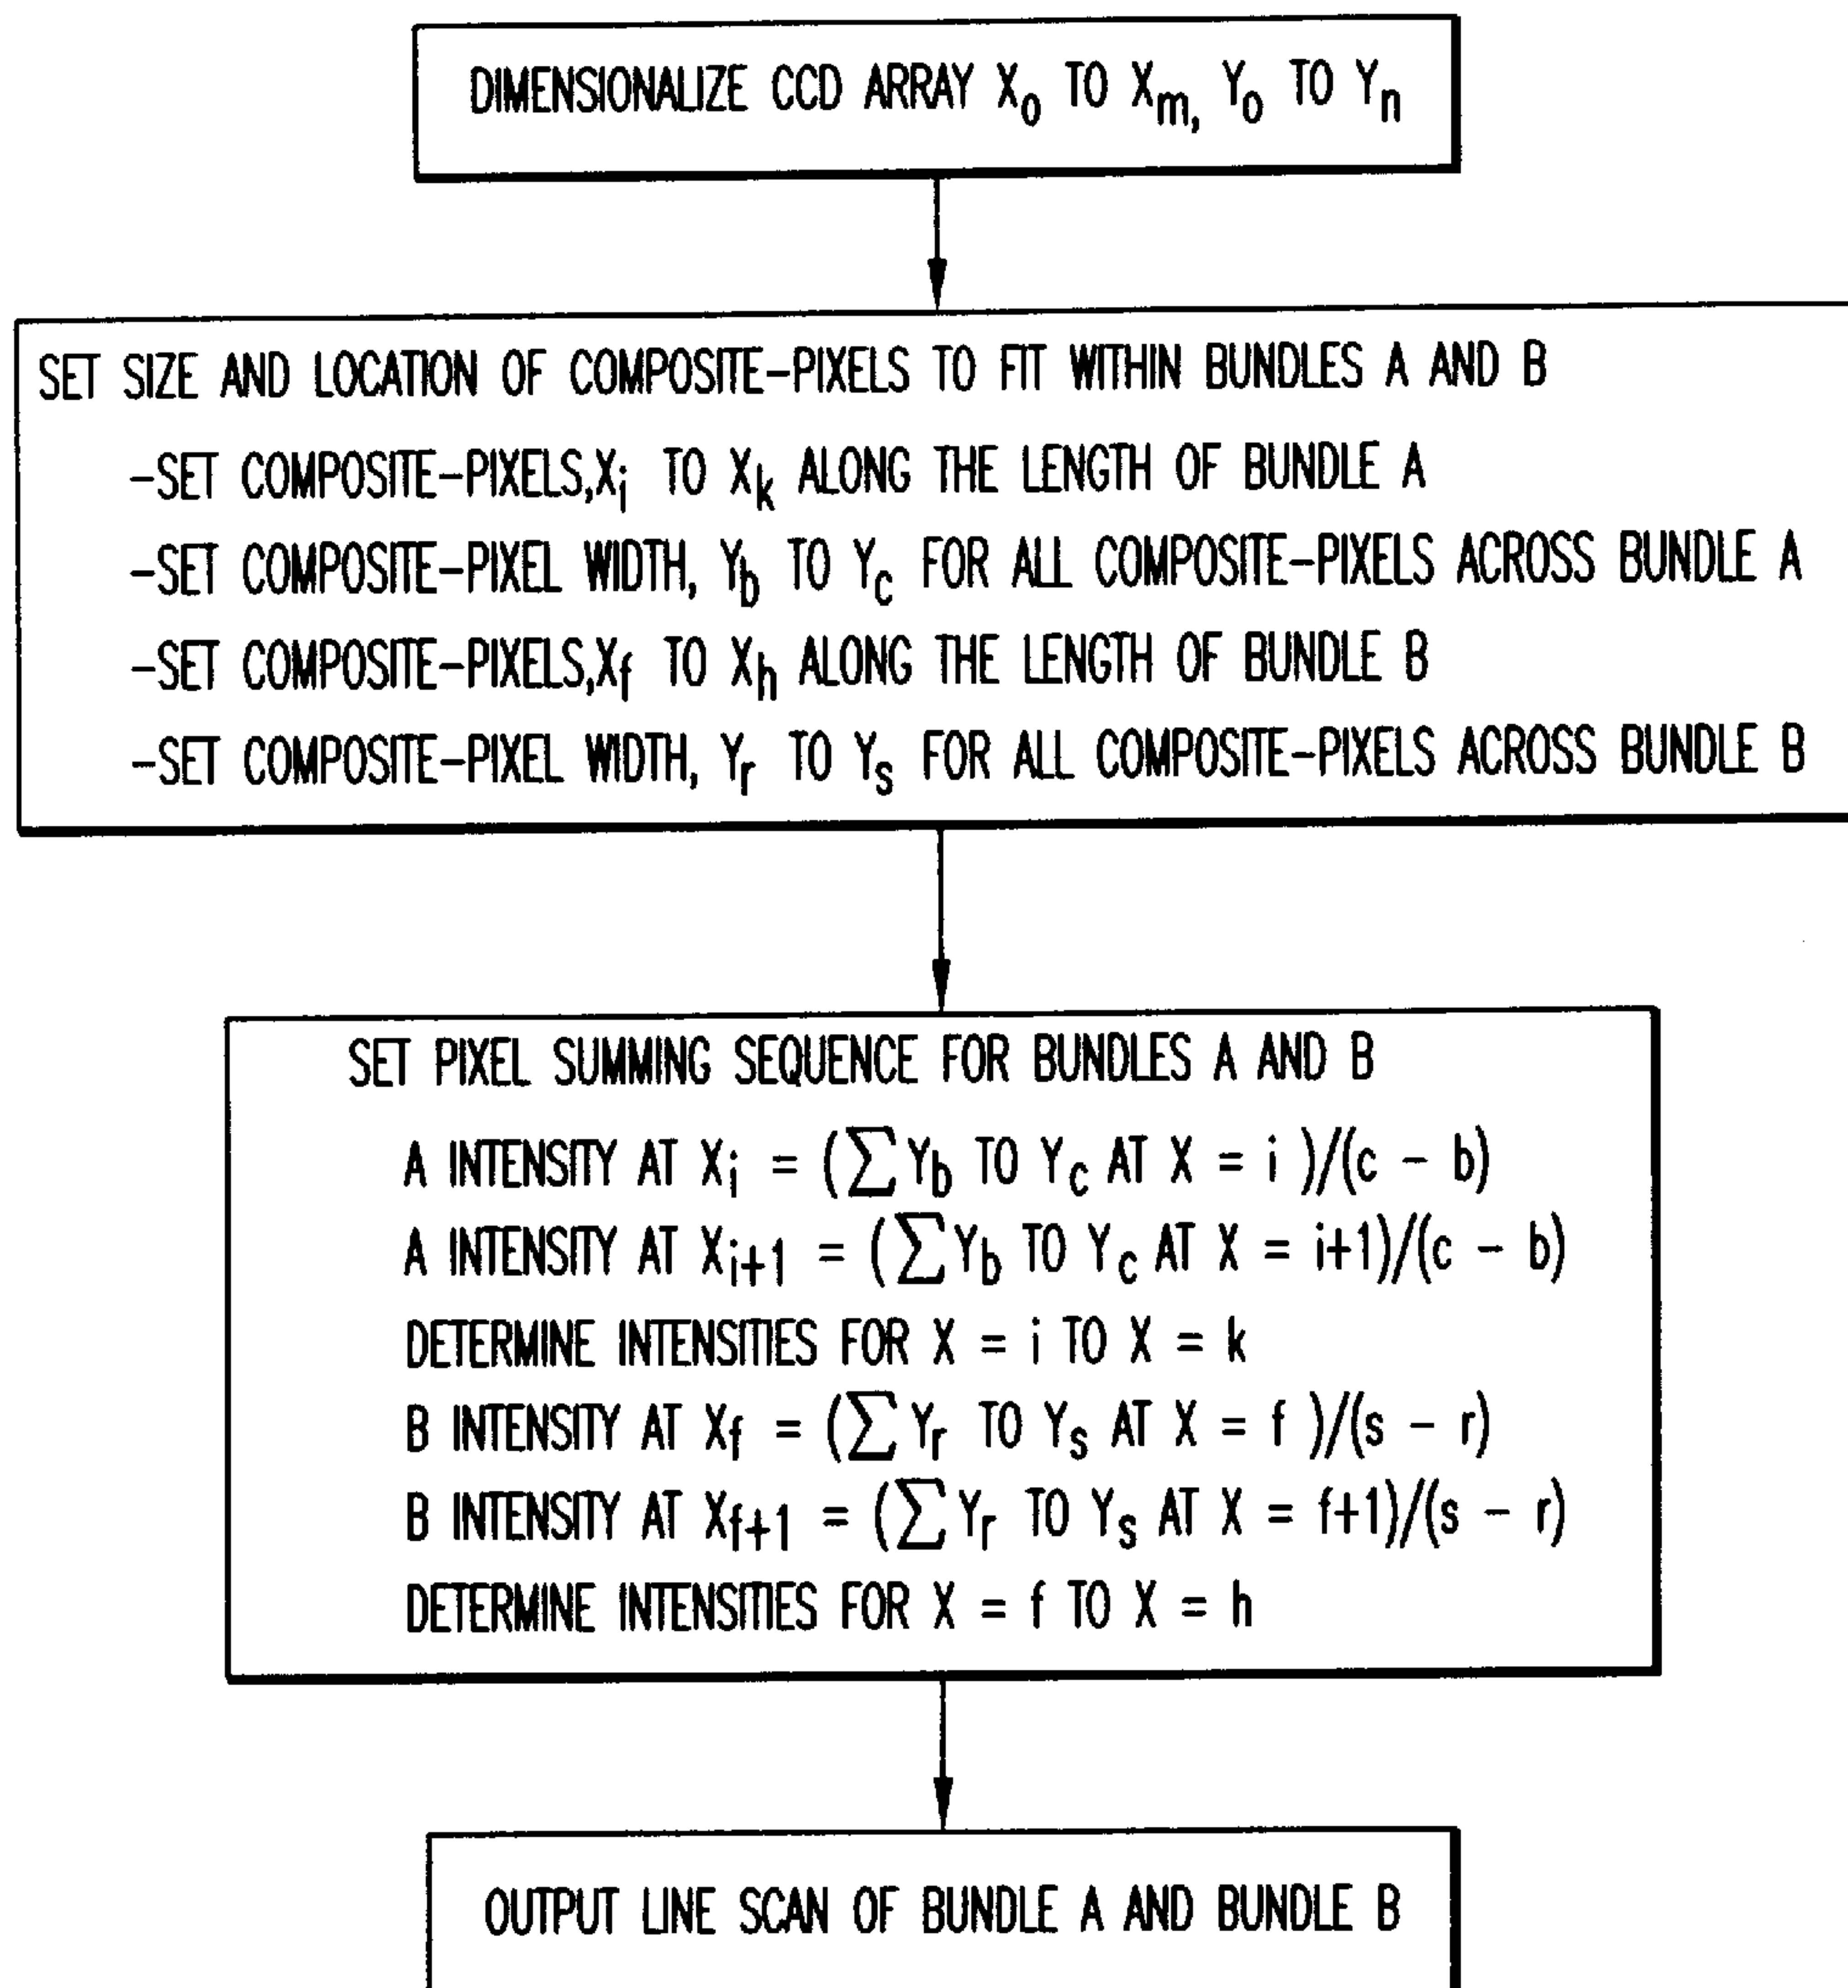 DIMENSIONALIZE CCD ARRAY Xo TO Xm, Yo TO Yn
SET SIZE AND LOCATION OF COMPOSITE-PIXELS TO FIT WITHIN BUNDLES A AND B
-SET COMPOSITE-PIXELS,Xi TO Xk ALONG THE LENGTH OF BUNDLE A
-SET COMPOSITE-PIXEL WIDTH, Yb TO Yc FOR ALL COMPOSITE-PIXELS ACROSS BUNDLE A
-SET COMPOSITE-PIXELS,Xf TO Xh ALONG THE LENGTH OF BUNDLE B
-SET COMPOSITE-PIXEL WIDTH, Yr TO Ys FOR ALL COMPOSITE-PIXELS ACROSS BUNDLE B
SET PIXEL SUMMING SEQUENCE FOR BUNDLES A AND B
A INTENSITY AT Xi = (∑Yb TO Yc AT X = i )/(c - b)
A INTENSITY AT Xi+1 = (∑Yb TO Yc AT X = i+1)/(c - b)
DETERMINE INTENSITIES FOR X = i TO X = k
B INTENSITY AT Xf = (∑Yr TO Ys AT X = f )/(s - r)
B INTENSITY AT Xf+1 = (∑Yr TO Ys AT X = f+1)/(s - r)
DETERMINE INTENSITIES FOR X = f TO X = h
OUTPUT LINE SCAN OF BUNDLE A AND BUNDLE B